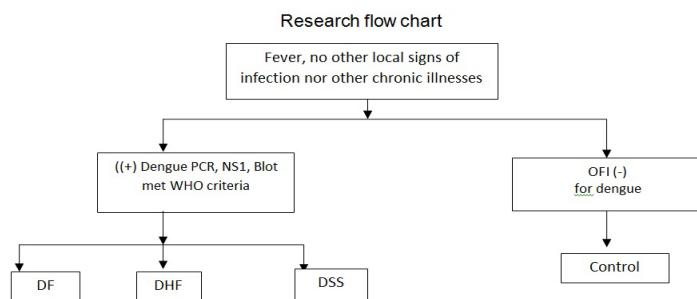 Research flow chart
Fever, no other local signs of
infection nor other chronic illnesses
((+) Dengue PCR, NS1, Blot
met WHO criteria
OFI (-)
for dengue
Control
DF
DHF
DSS